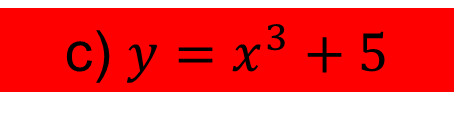 c) y = x³ + 5